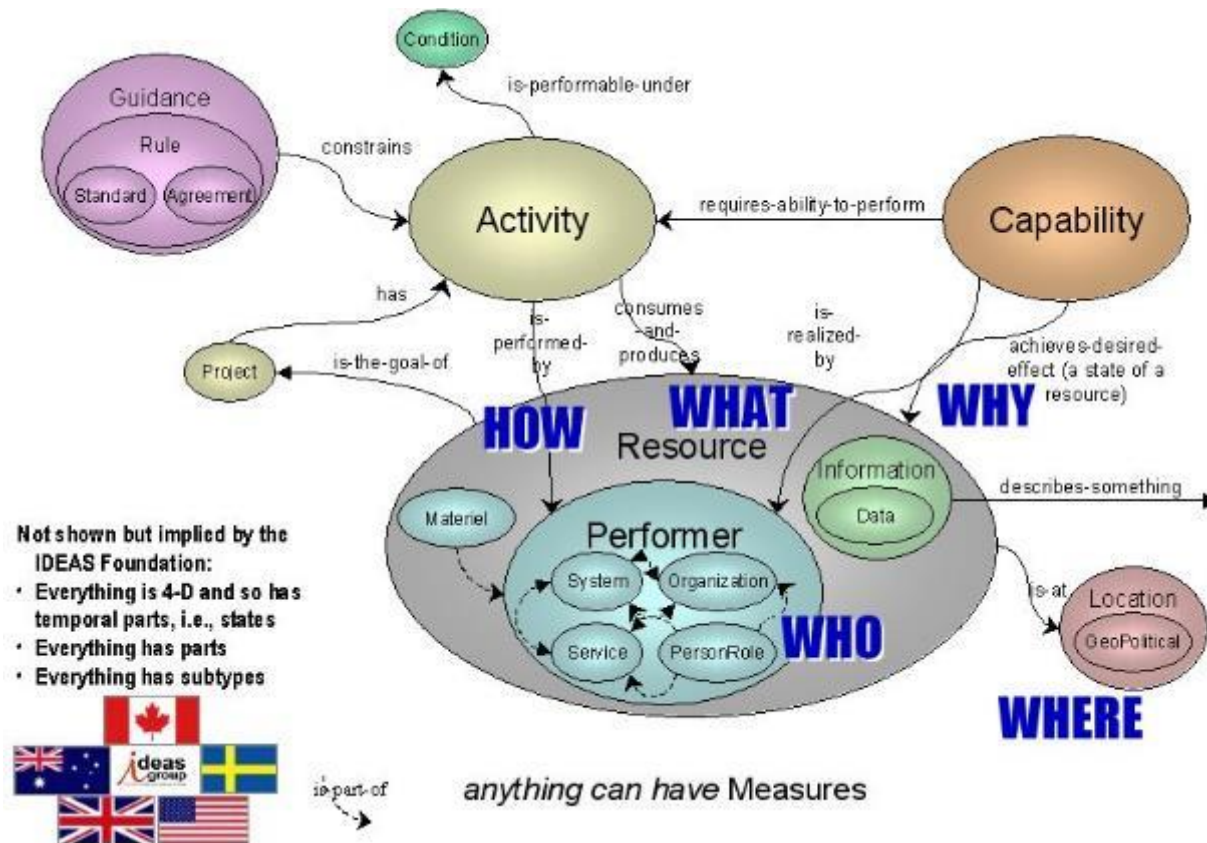 Condition
is-performable-under
Guidance
Rule
Standard
Agreement
constrains
Activity
requires-ability-to-perform
Capability
has
Project
is-the-goal-of
is-
performed-
by
consumes
-and-
produces
is-
realized-
by
achieves-desired-
effect (a state of a
resource)
HOW
WHAT
WHY
Resource
Information
Data
describes-something
Materiel
Performer
System
Organization
Service
PersonRole
WHO
is-at
Location
GeoPolitical
WHERE
Not shown but implied by the
IDEAS Foundation:
• Everything is 4-D and so has
temporal parts, i.e., states
• Everything has parts
• Everything has subtypes
ideas
group
is-part-of
anything can have Measures